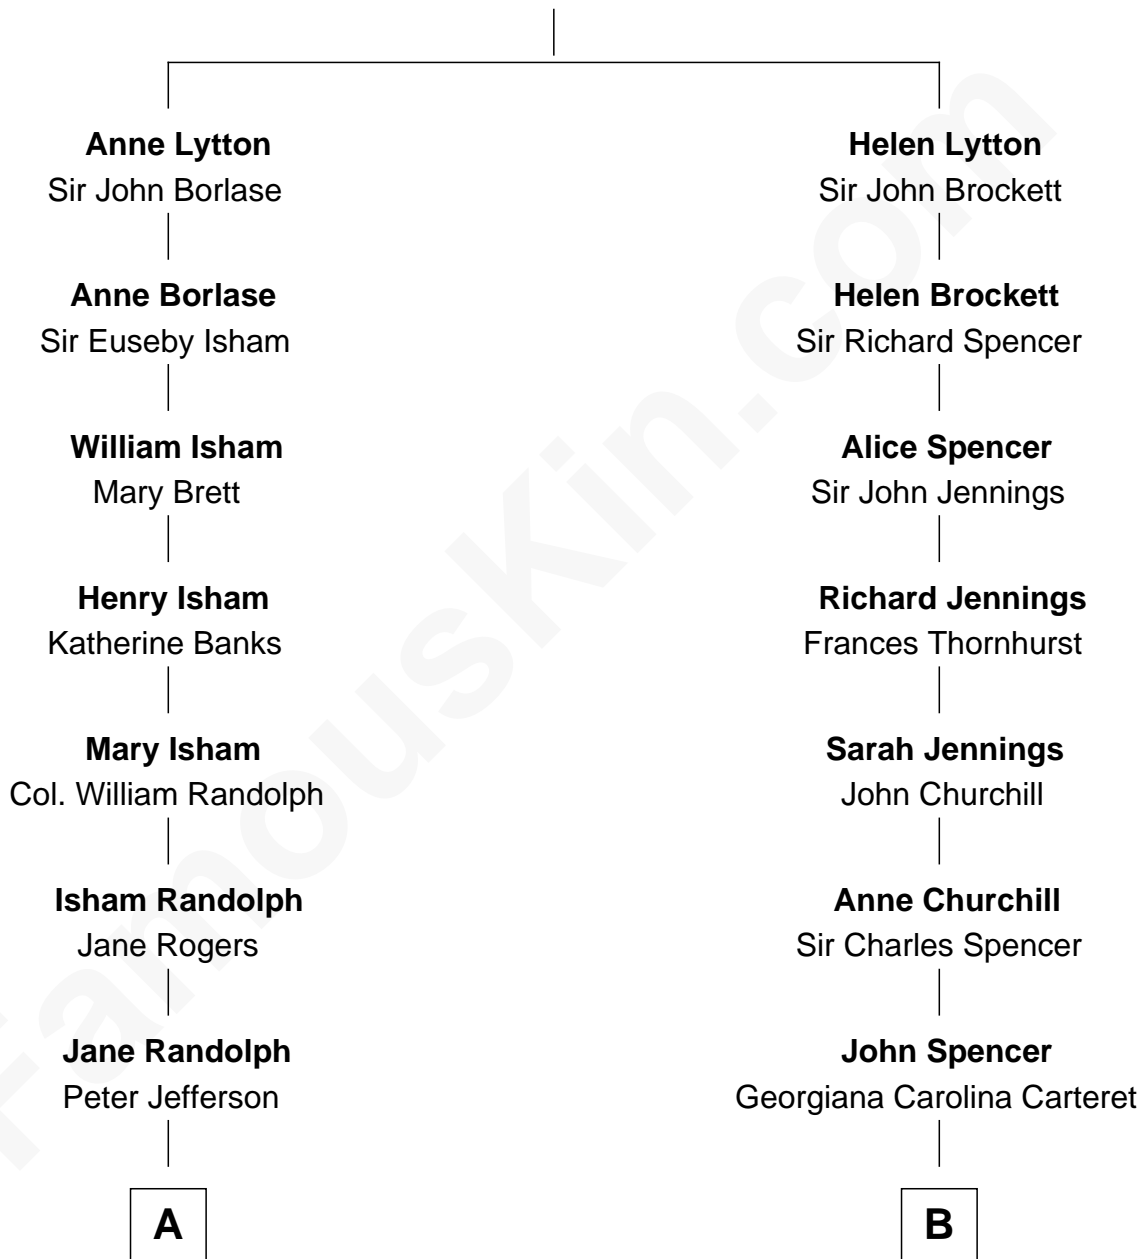 Anne Lytton
Sir John Borlase
Anne Borlase
Sir Euseby Isham
William Isham
Mary Brett
Henry Isham
Katherine Banks
Mary Isham
Col. William Randolph
Isham Randolph
Jane Rogers
Jane Randolph
Peter Jefferson
A
Helen Lytton
Sir John Brockett
Helen Brockett
Sir Richard Spencer
Alice Spencer
Sir John Jennings
Richard Jennings
Frances Thornhurst
Sarah Jennings
John Churchill
Anne Churchill
Sir Charles Spencer
John Spencer
Georgiana Carolina Carteret
B
FamousKin.com